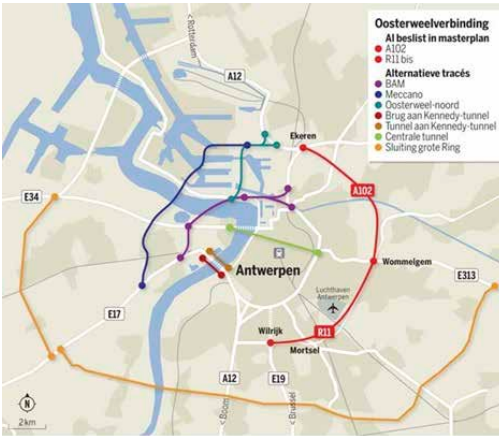 Oosterweelverbinding
Al beslist in masterplan
A102
R11 bis
Alternatieve tracés
BAM
Meccano
Oosterweel-noord
Brug aan Kennedy-tunnel
Tunnel aan Kennedy-tunnel
Centrale tunnel
Sluiting grote Ring
< Rotterdam
A12
Ekeren
E34
A102
Wommelgem
E313
Antwerpen
Luchthaven
Antwerpen
E17
Wilrijk
R11
Mortsel
A12
E19
< Boom
< Brussel
N
2 km